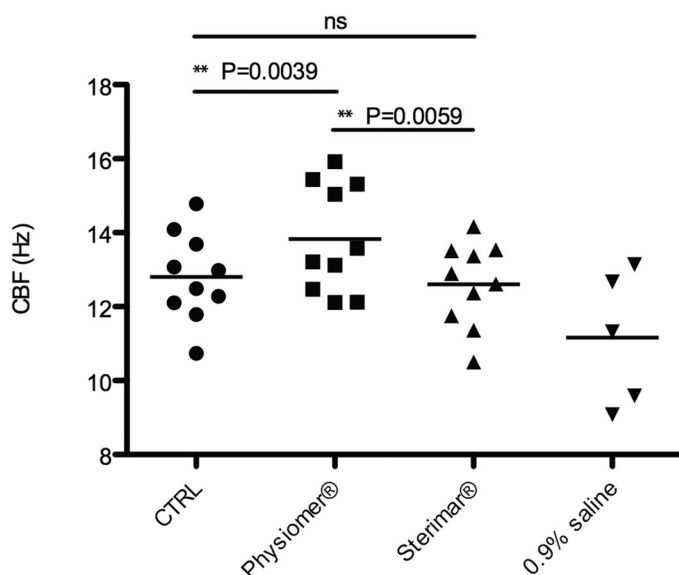 ns
** P=0.0039
** P=0.0059
CBF (Hz)
18
16
14
12
10
8
CTRL
Physiomer®
Sterimar®
0.9% saline